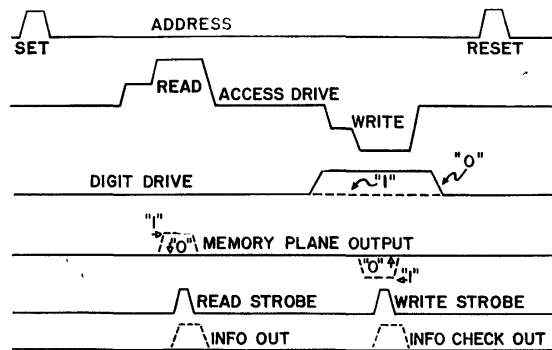 ADDRESS
SET
RESET
READ
ACCESS DRIVE
WRITE
"0"
DIGIT DRIVE
"1"
"1"
"0"
MEMORY PLANE OUTPUT
"0"
"1"
READ STROBE
WRITE STROBE
INFO OUT
INFO CHECK OUT